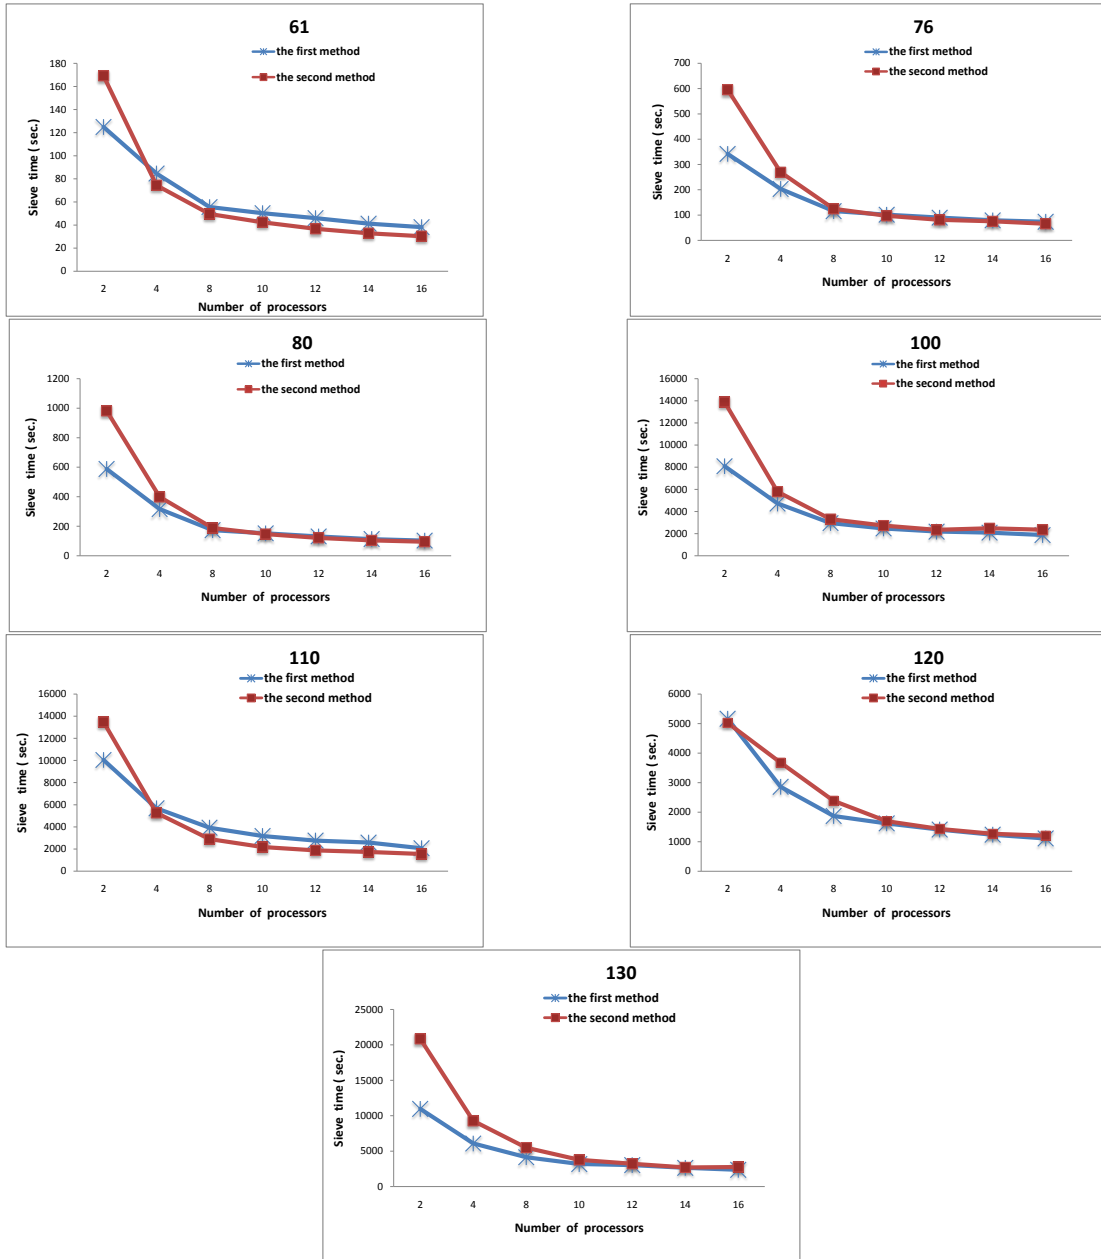 61
the first method
the second method
Sieve time ( sec.)
180
160
140
120
100
80
60
40
20
0
2 4 8 10 12 14 16
Number of processors
76
the first method
the second method
Sieve time ( sec.)
700
600
500
400
300
200
100
0
2 4 8 10 12 14 16
Number of processors
80
the first method
the second method
Sieve time ( sec.)
1200
1000
800
600
400
200
0
2 4 8 10 12 14 16
Number of processors
100
the first method
the second method
Sieve time ( sec.)
16000
14000
12000
10000
8000
6000
4000
2000
0
2 4 8 10 12 14 16
Number of processors
110
the first method
the second method
Sieve time ( sec.)
16000
14000
12000
10000
8000
6000
4000
2000
0
2 4 8 10 12 14 16
Number of processors
120
the first method
the second method
Sieve time ( sec.)
6000
5000
4000
3000
2000
1000
0
2 4 8 10 12 14 16
Number of processors
130
the first method
the second method
Sieve time ( sec.)
25000
20000
15000
10000
5000
0
2 4 8 10 12 14 16
Number of processors